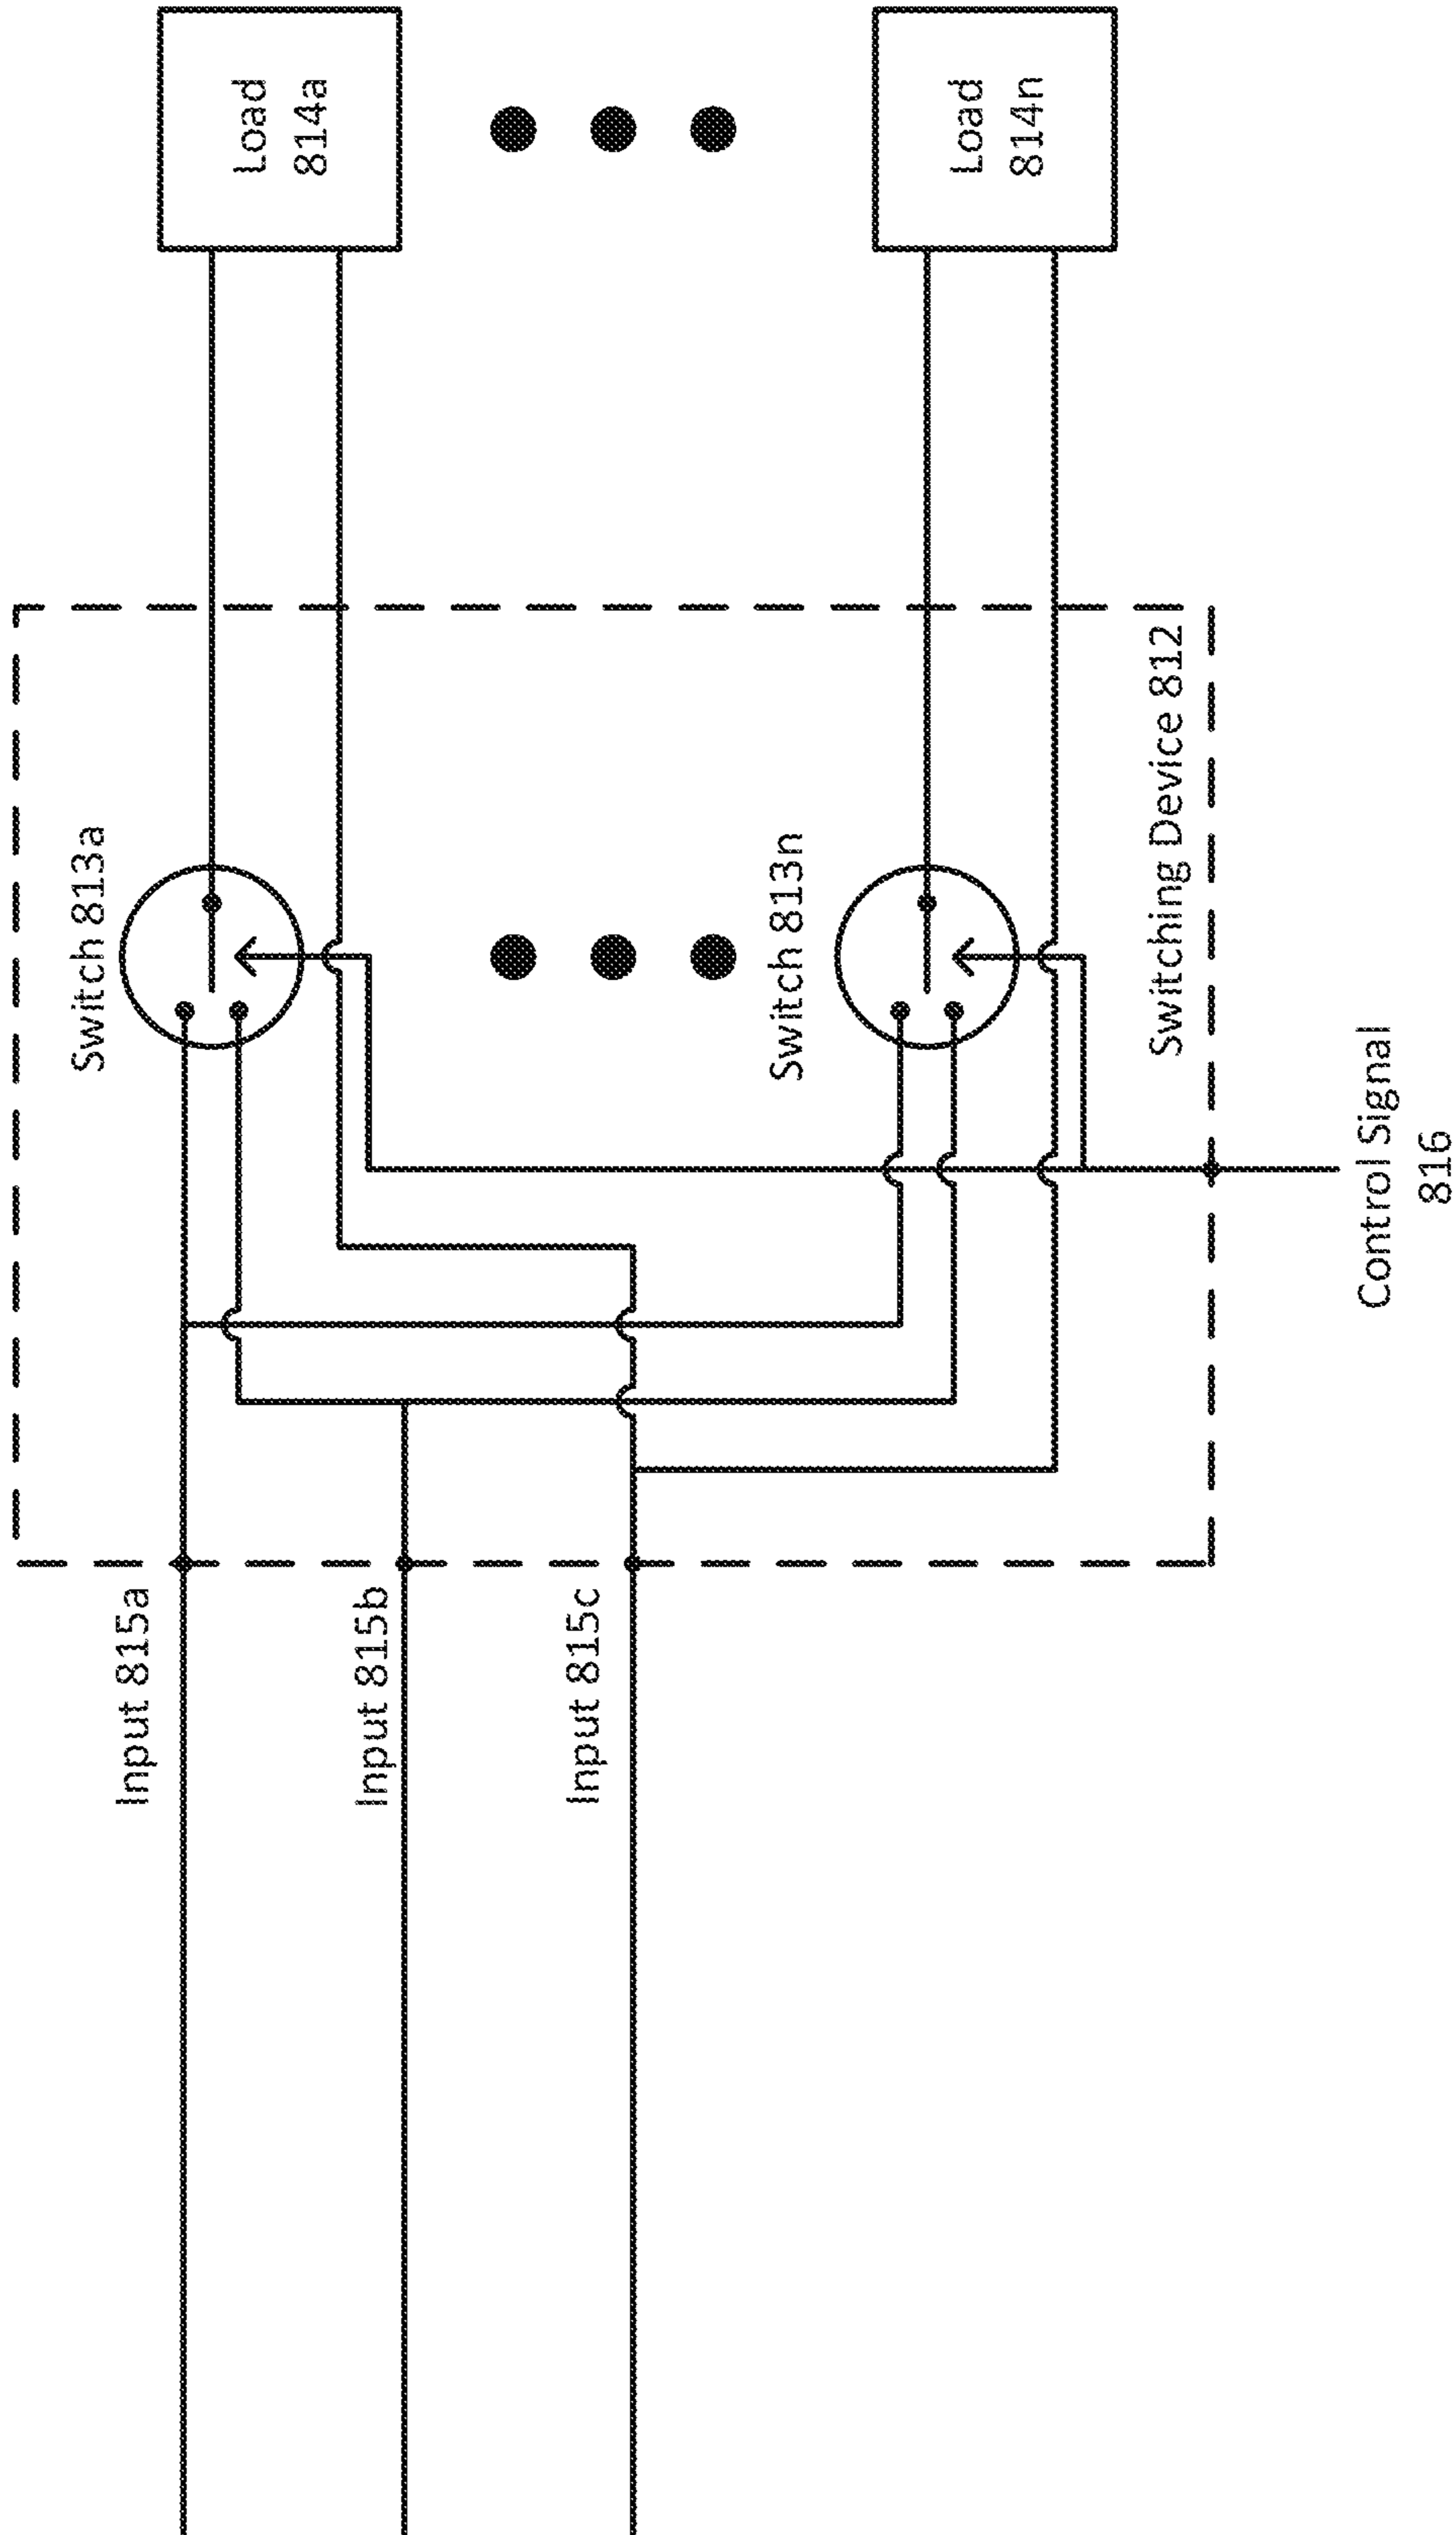 Switch 813a
Load
814a
Input 815a
Input 815b
Input 815c
Switch 813n
Load
814n
Switching Device 812
Control Signal
816